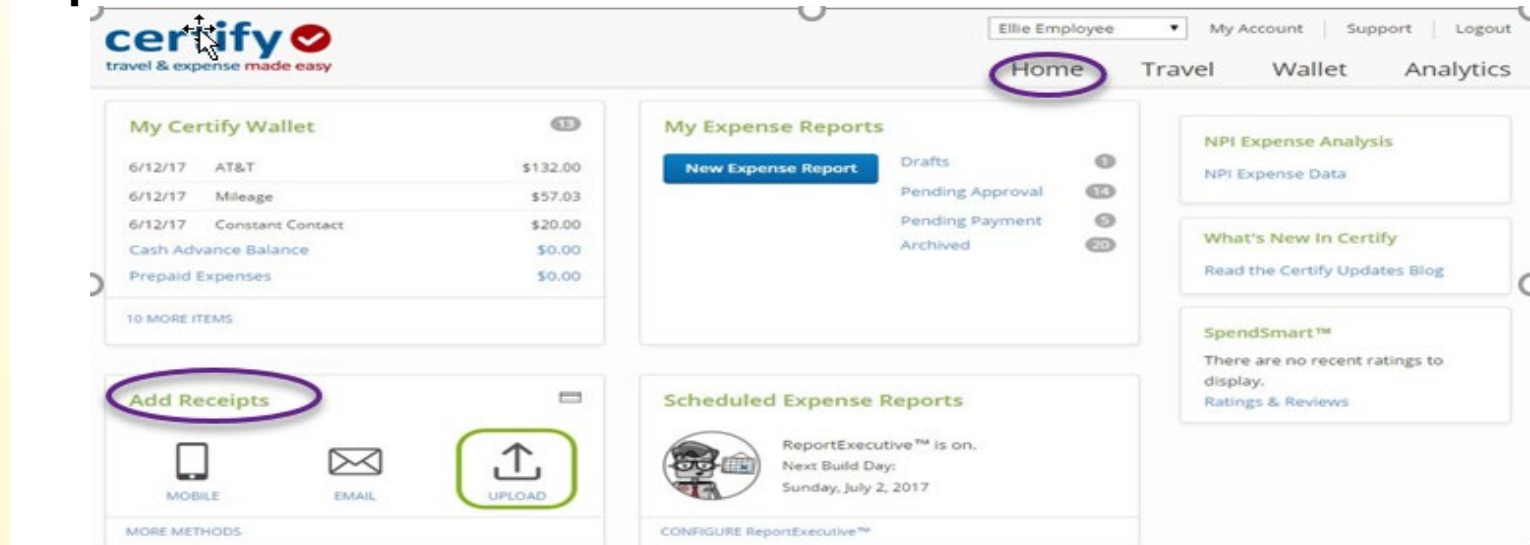 certify
travel & expense made easy
Ellie Employee
My Account
Support
Logout
Home
Travel
Wallet
Analytics
My Certify Wallet
13
6/12/17 AT&T $132.00
6/12/17 Mileage $57.03
6/12/17 Constant Contact $20.00
Cash Advance Balance $0.00
Prepaid Expenses $0.00
10 MORE ITEMS
My Expense Reports
New Expense Report
Drafts 1
Pending Approval 14
Pending Payment 5
Archived 20
NPI Expense Analysis
NPI Expense Data
What's New In Certify
Read the Certify Updates Blog
SpendSmart™
There are no recent ratings to
display.
Ratings & Reviews
Add Receipts
MOBILE
EMAIL
UPLOAD
MORE METHODS
Scheduled Expense Reports
ReportExecutive™ is on.
Next Build Day:
Sunday, July 2, 2017
CONFIGURE ReportExecutive™